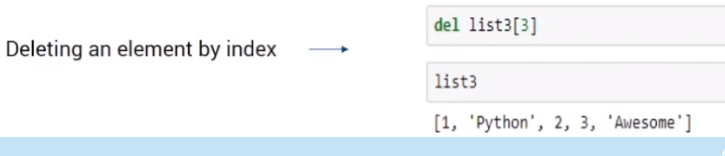 del list3[3]
Deleting an element by index
list3
[1, 'Python', 2, 3, 'Awesome']